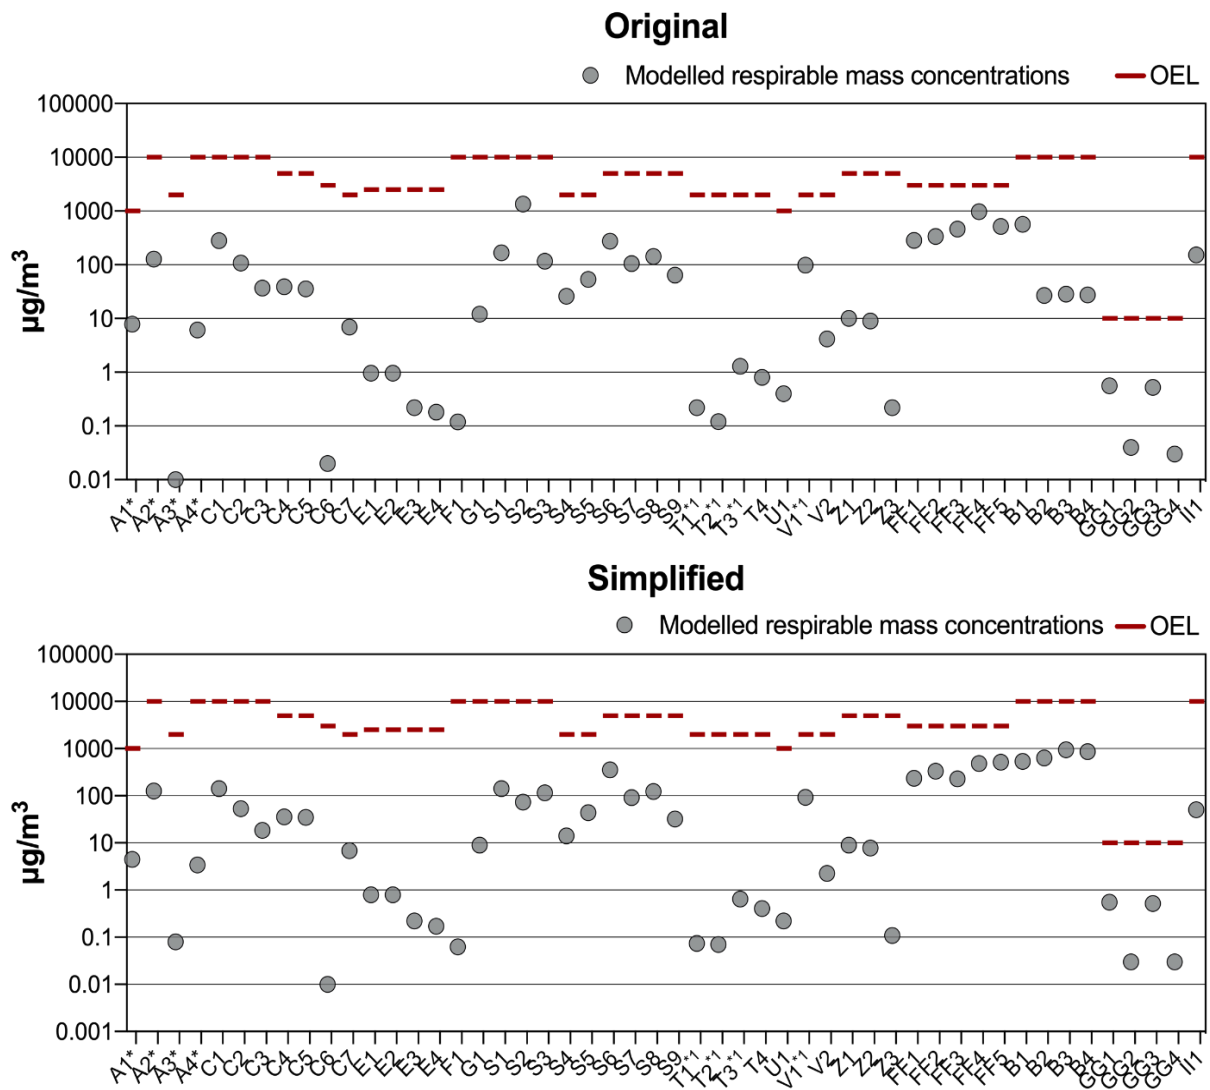 Original
Modelled respirable mass concentrations OEL
100000
10000
1000
100
10
1
0.1
0.01
µg/m³
A1* A2* A3* A4* C1 C2 C3 C4 C5 C6 C7 E1 E2 E3 E4 F1 G1 S1 S2 S3 S4 S5 S6 S7 S8 S9 T1*¹ T2*¹ T3*¹ T4 U1 V1*¹ V2 Z1 Z2 Z3 FF1 FF2 FF3 FF4 FF5 B1 B2 B3 B4 GG1 GG2 GG3 GG4 II1
Simplified
Modelled respirable mass concentrations OEL
100000
10000
1000
100
10
1
0.1
0.01
0.001
µg/m³
A1* A2* A3* A4* C1 C2 C3 C4 C5 C6 C7 E1 E2 E3 E4 F1 G1 S1 S2 S3 S4 S5 S6 S7 S8 S9 T1*¹ T2*¹ T3*¹ T4 U1 V1*¹ V2 Z1 Z2 Z3 FF1 FF2 FF3 FF4 FF5 B1 B2 B3 B4 GG1 GG2 GG3 GG4 II1